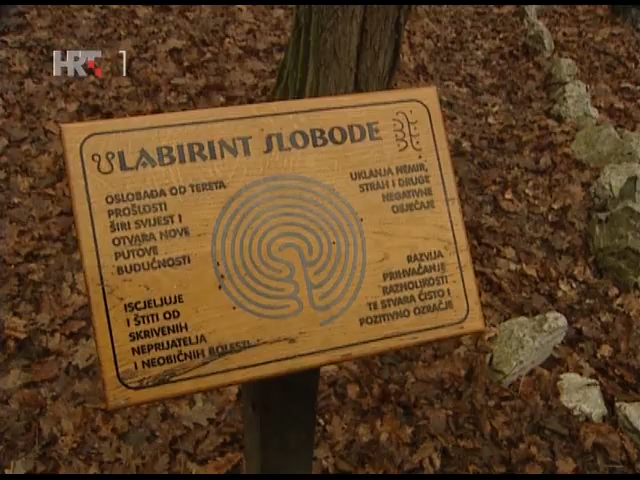 HRT 1
LABIRINT SLOBODE
OSLOBAĐA OD TERETA
PROŠLOSTI
ŠIRI SVIJEST I
OTVARA NOVE
PUTOVE
BUDUĆNOSTI
UKLANJA NEMIR,
STRAH I DRUGE
NEGATIVNE
OSJEĆAJE
ISCJELJUJE
I ŠTITI OD
SKRIVENIH
NEPRIJATELJA
I NEOBIČNIH BOLESTI
RAZVIJA
PRIHVAĆANJE
RAZNOLIKOSTI
TE STVARA ČISTO I
POZITIVNO OZRAČJE